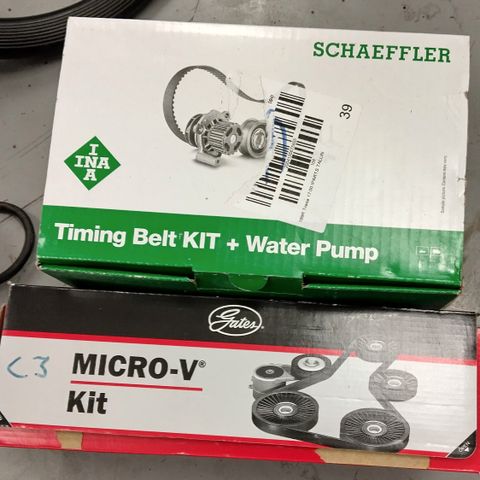 SCHAEFFLER
39
INA
Timing Belt KIT + Water Pump
Gates
C3
MICRO-V®
Kit